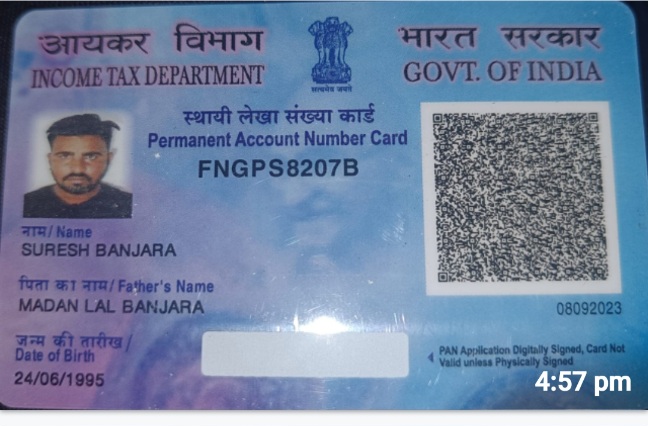 आयकर विभाग
INCOME TAX DEPARTMENT
सत्यमेव जयते
भारत सरकार
GOVT. OF INDIA
स्थायी लेखा संख्या कार्ड
Permanent Account Number Card
FNGPS8207B
नाम/ Name
SURESH BANJARA
पिता का नाम/ Father's Name
MADAN LAL BANJARA
जन्म की तारीख/
Date of Birth
24/06/1995
08092023
PAN Application Digitally Signed, Card Not
Valid unless Physically Signed
4:57 pm